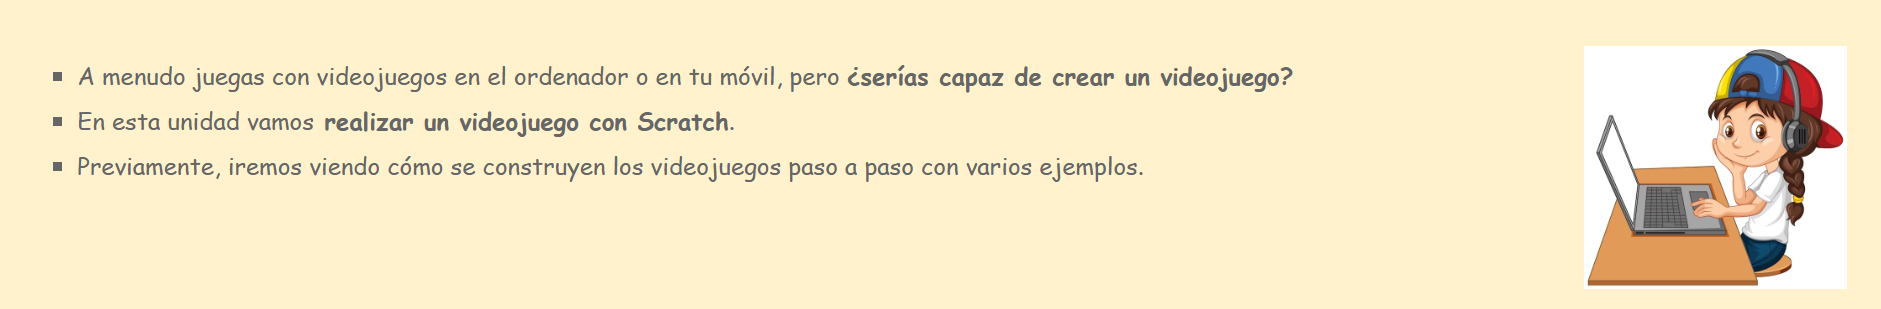 A menudo juegas con videojuegos en el ordenador o en tu móvil, pero ¿serías capaz de crear un videojuego?
En esta unidad vamos realizar un videojuego con Scratch.
Previamente, iremos viendo cómo se construyen los videojuegos paso a paso con varios ejemplos.